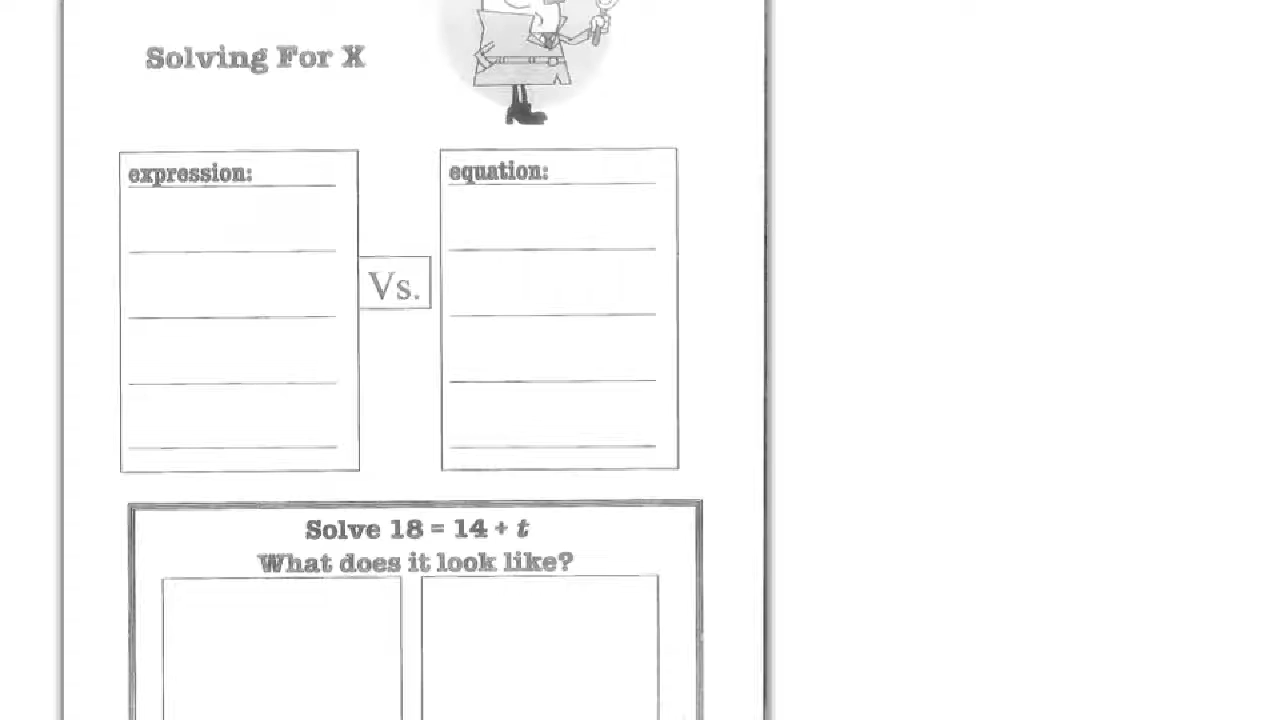 Solving For X
expression:
equation:
Vs.
Solve 18 = 14 + t
What does it look like?